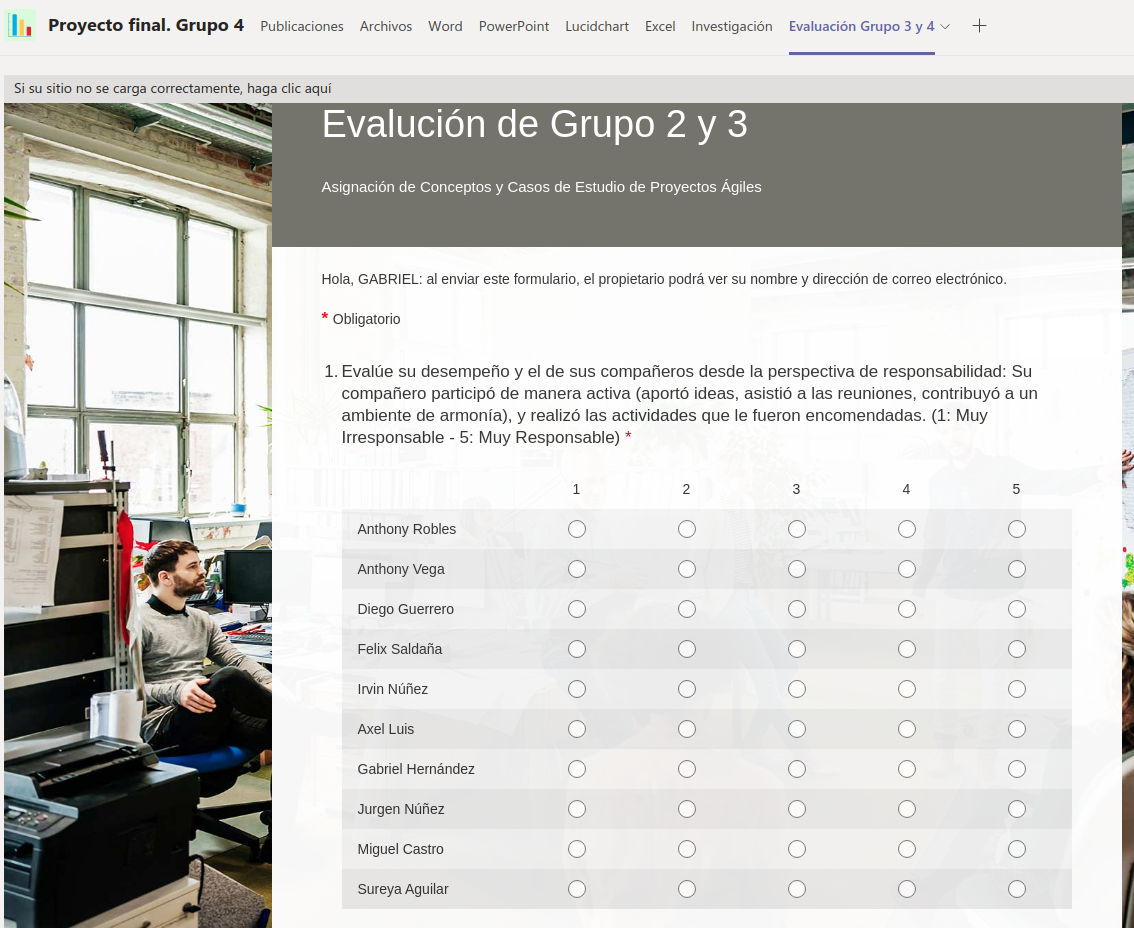 Proyecto final. Grupo 4 Publicaciones Archivos Word PowerPoint Lucidchart Excel Investigación Evaluación Grupo 3 y 4
Si su sitio no se carga correctamente, haga clic aquí
Evalución de Grupo 2 y 3
Asignación de Conceptos y Casos de Estudio de Proyectos Ágiles
Hola, GABRIEL: al enviar este formulario, el propietario podrá ver su nombre y dirección de correo electrónico.
* Obligatorio
1. Evalúe su desempeño y el de sus compañeros desde la perspectiva de responsabilidad: Su
compañero participó de manera activa (aportó ideas, asistió a las reuniones, contribuyó a un
ambiente de armonía), y realizó las actividades que le fueron encomendadas. (1: Muy
Irresponsable - 5: Muy Responsable) *
1 2 3 4 5
Anthony Robles
Anthony Vega
Diego Guerrero
Felix Saldaña
Irvin Núñez
Axel Luis
Gabriel Hernández
Jurgen Núñez
Miguel Castro
Sureya Aguilar